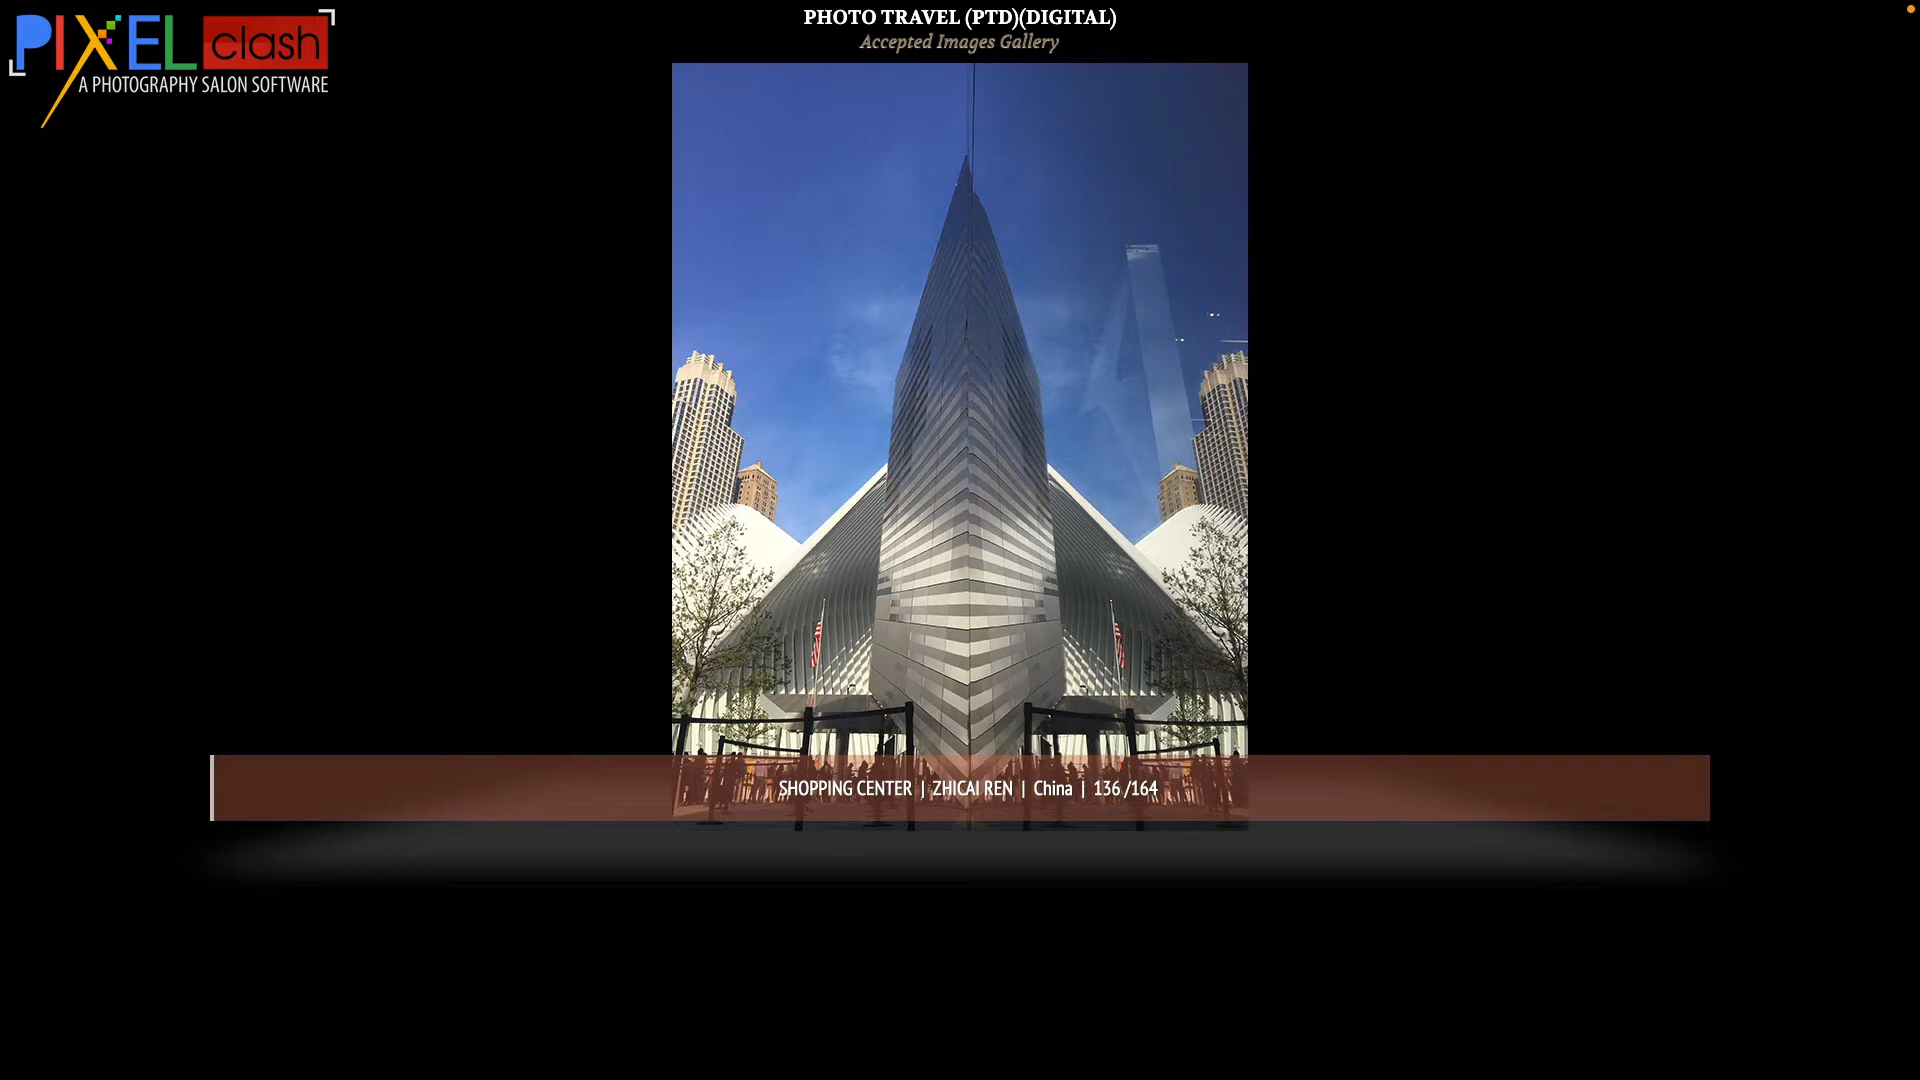 PIXEL clash
A PHOTOGRAPHY SALON SOFTWARE
PHOTO TRAVEL (PTD)(DIGITAL)
Accepted Images Gallery
SHOPPING CENTER | ZHICAI REN | China | 136 /164